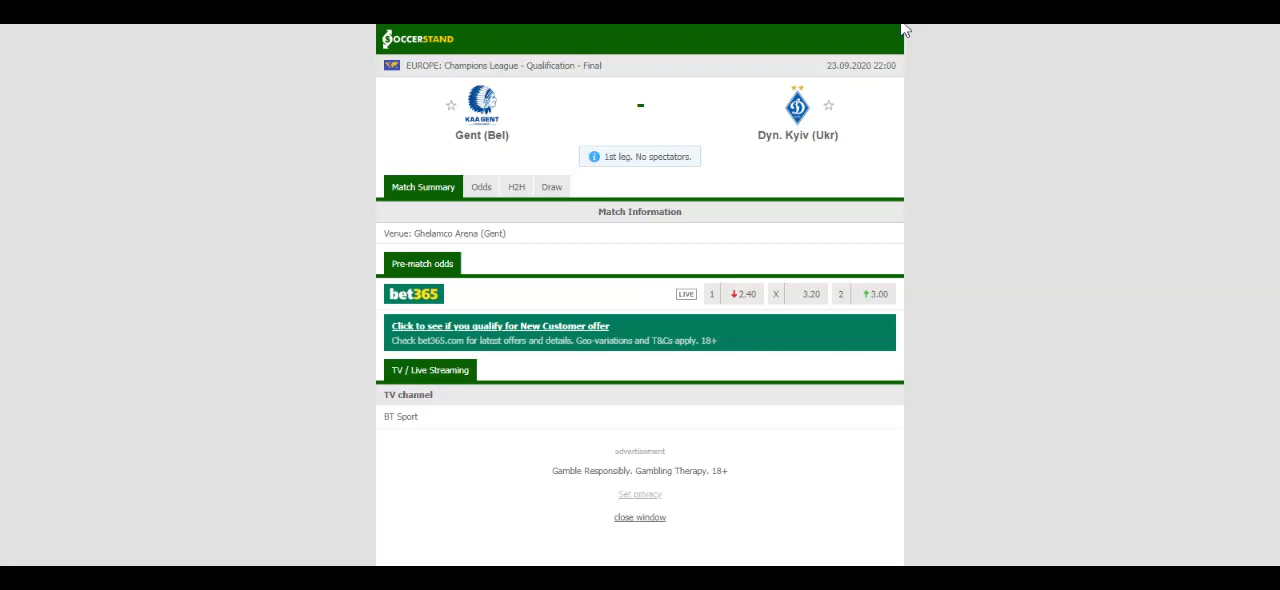 SOCCERSTAND
EUROPE: Champions League - Qualification - Final 23.09.2020 22:00
KAA GENT
-
Gent (Bel) Dyn. Kyiv (Ukr)
1st leg. No spectators.
Match Summary Odds H2H Draw
Match Information
Venue: Ghelamco Arena (Gent)
Pre-match odds
bet365 LIVE 1 2.40 X 3.20 2 3.00
Click to see if you qualify for New Customer offer
Check bet365.com for latest offers and details. Geo-variations and T&Cs apply. 18+
TV / Live Streaming
TV channel
BT Sport
advertisement
Gamble Responsibly. Gambling Therapy. 18+
Set privacy
close window